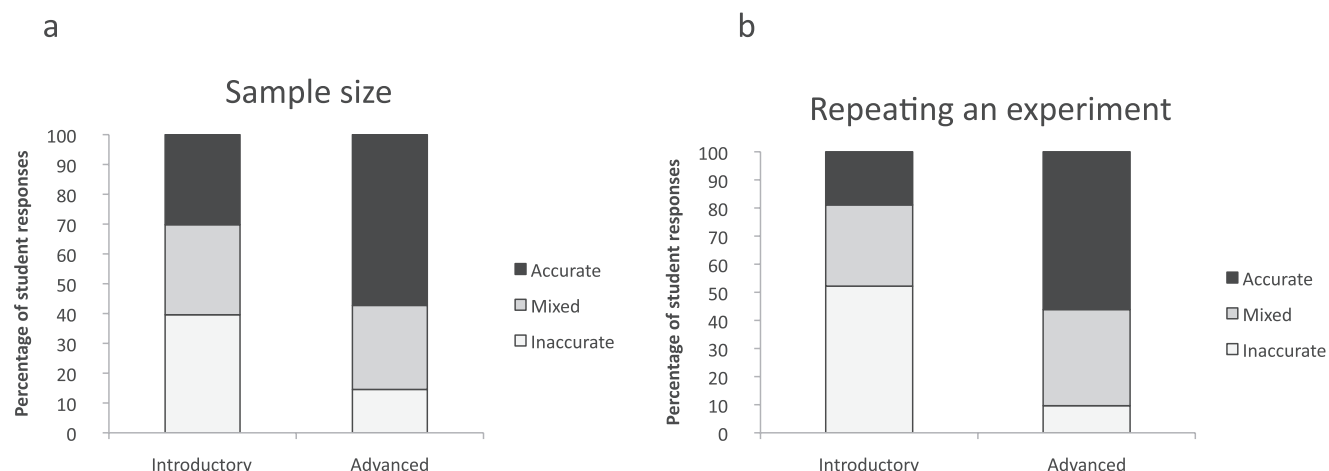 a
Sample size
Percentage of student responses
100
90
80
70
60
50
40
30
20
10
0
Introductory
Advanced
Accurate
Mixed
Inaccurate
b
Repeating an experiment
Percentage of student responses
100
90
80
70
60
50
40
30
20
10
0
Introductory
Advanced
Accurate
Mixed
Inaccurate